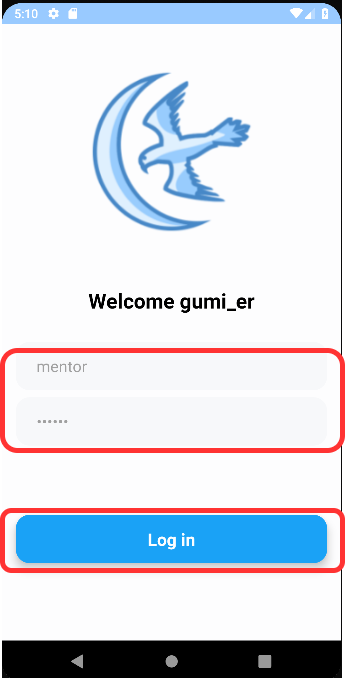 5:10
Welcome gumi_er
mentor
••••••
Log in